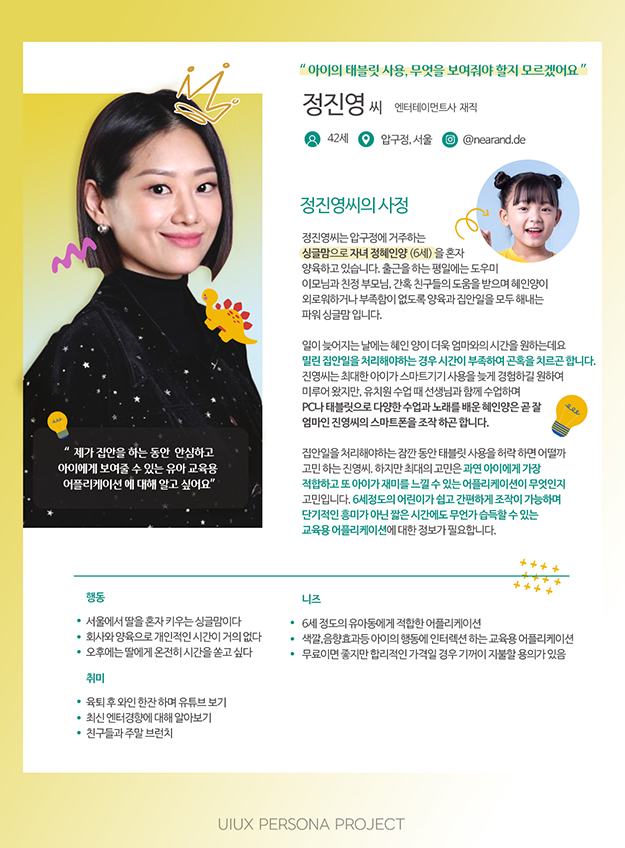 “ 아이의 태블릿 사용, 무엇을 보여줘야 할지 모르겠어요 ”
정진영 씨 엔터테이먼트사 재직
42세 압구정, 서울 @nearand.de
정진영씨의 사정
정진영씨는 압구정에 거주하는
싱글맘으로 자녀 정혜인양 (6세) 을 혼자
양육하고 있습니다. 출근을 하는 평일에는 도우미
이모님과 친정 부모님, 간혹 친구들의 도움을 받으며 혜인양이
외로워하거나 부족함이 없도록 양육과 집안일을 모두 해내는
파워 싱글맘 입니다.
일이 늦어지는 날에는 혜인 양이 더욱 엄마와의 시간을 원하는데요
밀린 집안일을 처리해야하는 경우 시간이 부족하여 곤혹을 치르곤 합니다.
진영씨는 최대한 아이가 스마트기기 사용을 늦게 경험하길 원하여
미루어 왔지만, 유치원 수업 때 선생님과 함께 수업하며
PC나 태블릿으로 다양한 수업과 노래를 배운 혜인양은 곧 잘
엄마인 진영씨의 스마트폰을 조작 하곤 합니다.
집안일을 처리해야하는 잠깐 동안 태블릿 사용을 허락 하면 어떨까
고민 하는 진영씨, 하지만 최대의 고민은 과연 아이에게 가장
적합하고 또 아이가 재미를 느낄 수 있는 어플리케이션이 무엇인지
고민입니다. 6세정도의 어린이가 쉽고 간편하게 조작이 가능하며
단기적인 흥미가 아닌 짧은 시간에도 무언가 습득할 수 있는
교육용 어플리케이션에 대한 정보가 필요합니다.
“ 제가 집안을 하는 동안 안심하고
아이에게 보여줄 수 있는 유아 교육용
어플리케이션 에 대해 알고 싶어요”
행동
• 서울에서 딸을 혼자 키우는 싱글맘이다
• 회사와 양육으로 개인적인 시간이 거의 없다
• 오후에는 딸에게 온전히 시간을 쏟고 싶다
취미
• 육퇴 후 와인 한잔 하며 유튜브 보기
• 최신 엔터경향에 대해 알아보기
• 친구들과 주말 브런치
니즈
• 6세 정도의 유아동에게 적합한 어플리케이션
• 색깔,음향효과등 아이의 행동에 인터렉션 하는 교육용 어플리케이션
• 무료이면 좋지만 합리적인 가격일 경우 기꺼이 지불할 용의가 있음
UIUX PERSONA PROJECT